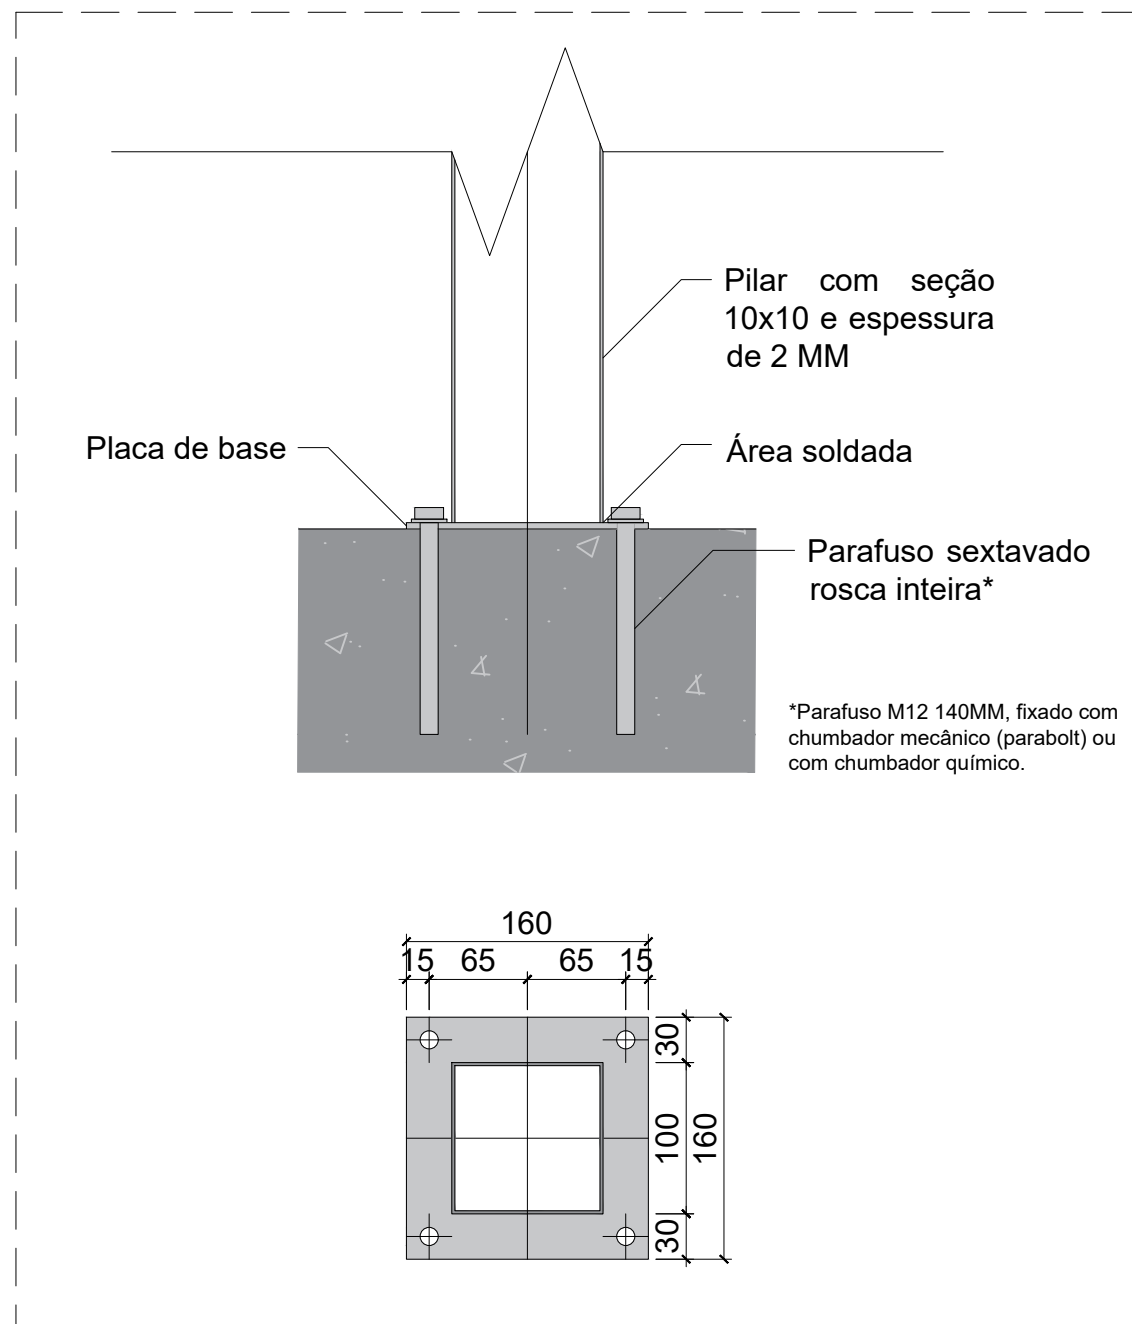 Pilar com seção
10x10 e espessura
de 2 MM
Placa de base
Área soldada
Parafuso sextavado
rosca inteira*
*Parafuso M12 140MM, fixado com
chumbador mecânico (parabolt) ou
com chumbador químico.
160
15 65 65 15
30
100
160
30